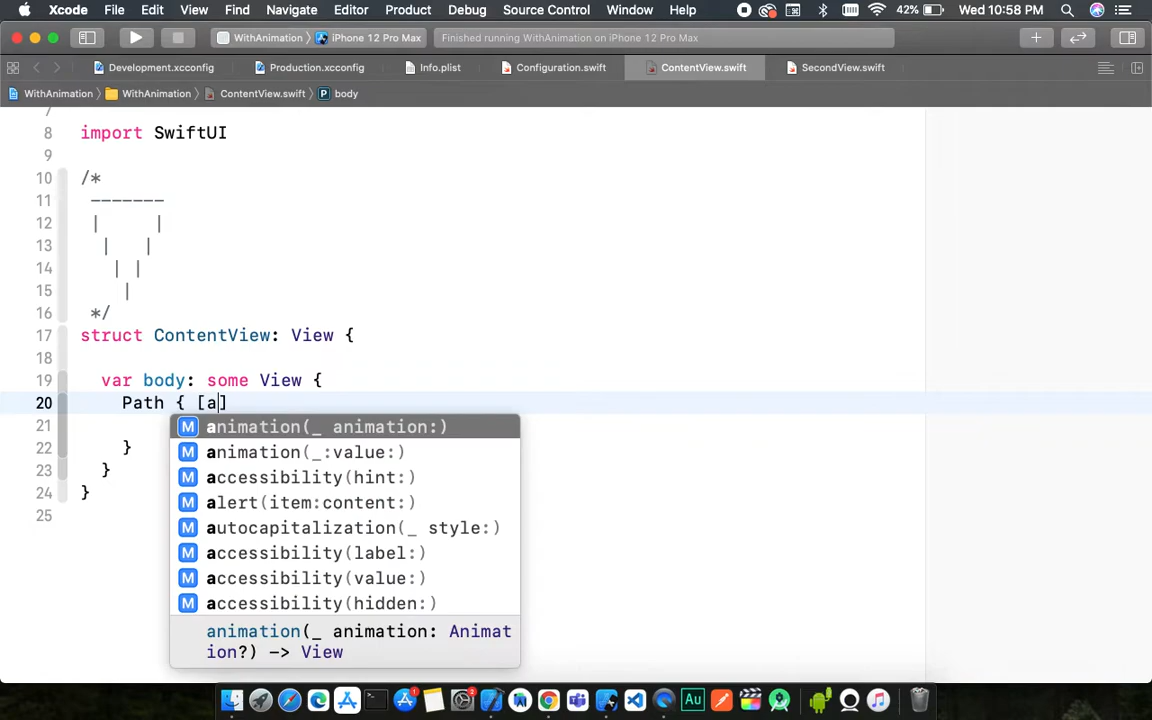 Xcode File Edit View Find Navigate Editor Product Debug Source Control Window Help 42% Wed 10:58 PM
WithAnimation iPhone 12 Pro Max Finished running WithAnimation on iPhone 12 Pro Max
Development.xcconfig Production.xcconfig Info.plist Configuration.swift ContentView.swift SecondView.swift
WithAnimation WithAnimation ContentView.swift P body
7
8 import SwiftUI
9
10 /*
11 -------
12 | |
13 | |
14 | |
15 |
16 */
17 struct ContentView: View {
18
19 var body: some View {
20 Path { [a]
21 M animation(_ animation:)
22 }
M animation(_:value:)
23 }
M accessibility(hint:)
24 }
M alert(item:content:)
25
M autocapitalization(_ style:)
M accessibility(label:)
M accessibility(value:)
M accessibility(hidden:)
animation(_ animation: Animat
ion?) -> View